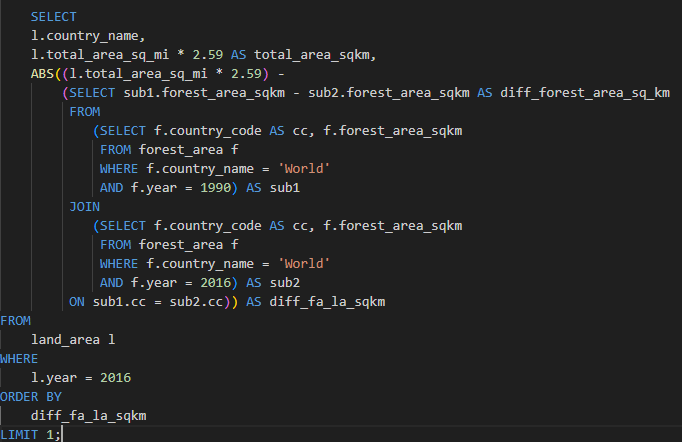 SELECT
l.country_name,
l.total_area_sq_mi * 2.59 AS total_area_sqkm,
ABS((l.total_area_sq_mi * 2.59) -
(SELECT sub1.forest_area_sqkm - sub2.forest_area_sqkm AS diff_forest_area_sq_km
FROM
(SELECT f.country_code AS cc, f.forest_area_sqkm
FROM forest_area f
WHERE f.country_name = 'World'
AND f.year = 1990) AS sub1
JOIN
(SELECT f.country_code AS cc, f.forest_area_sqkm
FROM forest_area f
WHERE f.country_name = 'World'
AND f.year = 2016) AS sub2
ON sub1.cc = sub2.cc)) AS diff_fa_la_sqkm
FROM
land_area l
WHERE
l.year = 2016
ORDER BY
diff_fa_la_sqkm
LIMIT 1;